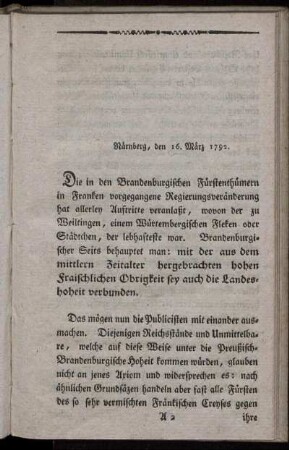 Nürnberg, den 16. März 1792.
Die in den Brandenburgischen Fürstenthümern
in Franken vorgegangene Regierungsveränderung
hat allerley Auftritte veranlaßt, wovon der zu
Weiltingen, einem Würtembergischen Fleken oder
Städtchen, der lebhafteste war. Brandenburgi-
scher Seits behauptet man: mit der aus dem
mittlern Zeitalter hergebrachten hohen
Fraischlichen Obrigkeit sey auch die Landes-
hoheit verbunden.
Das mögen nun die Publicisten mit einander aus-
machen. Diejenigen Reichsstände und Unmittelba-
re, welche auf diese Weise unter die Preußisch-
Brandenburgische Hoheit kommen würden, glauben
nicht an jenes Axiom und widersprechen es: nach
ähnlichen Grundsäzen handeln aber fast alle Fürsten
des so sehr vermischten Fränkischen Creyses gegen
A 2 ihre